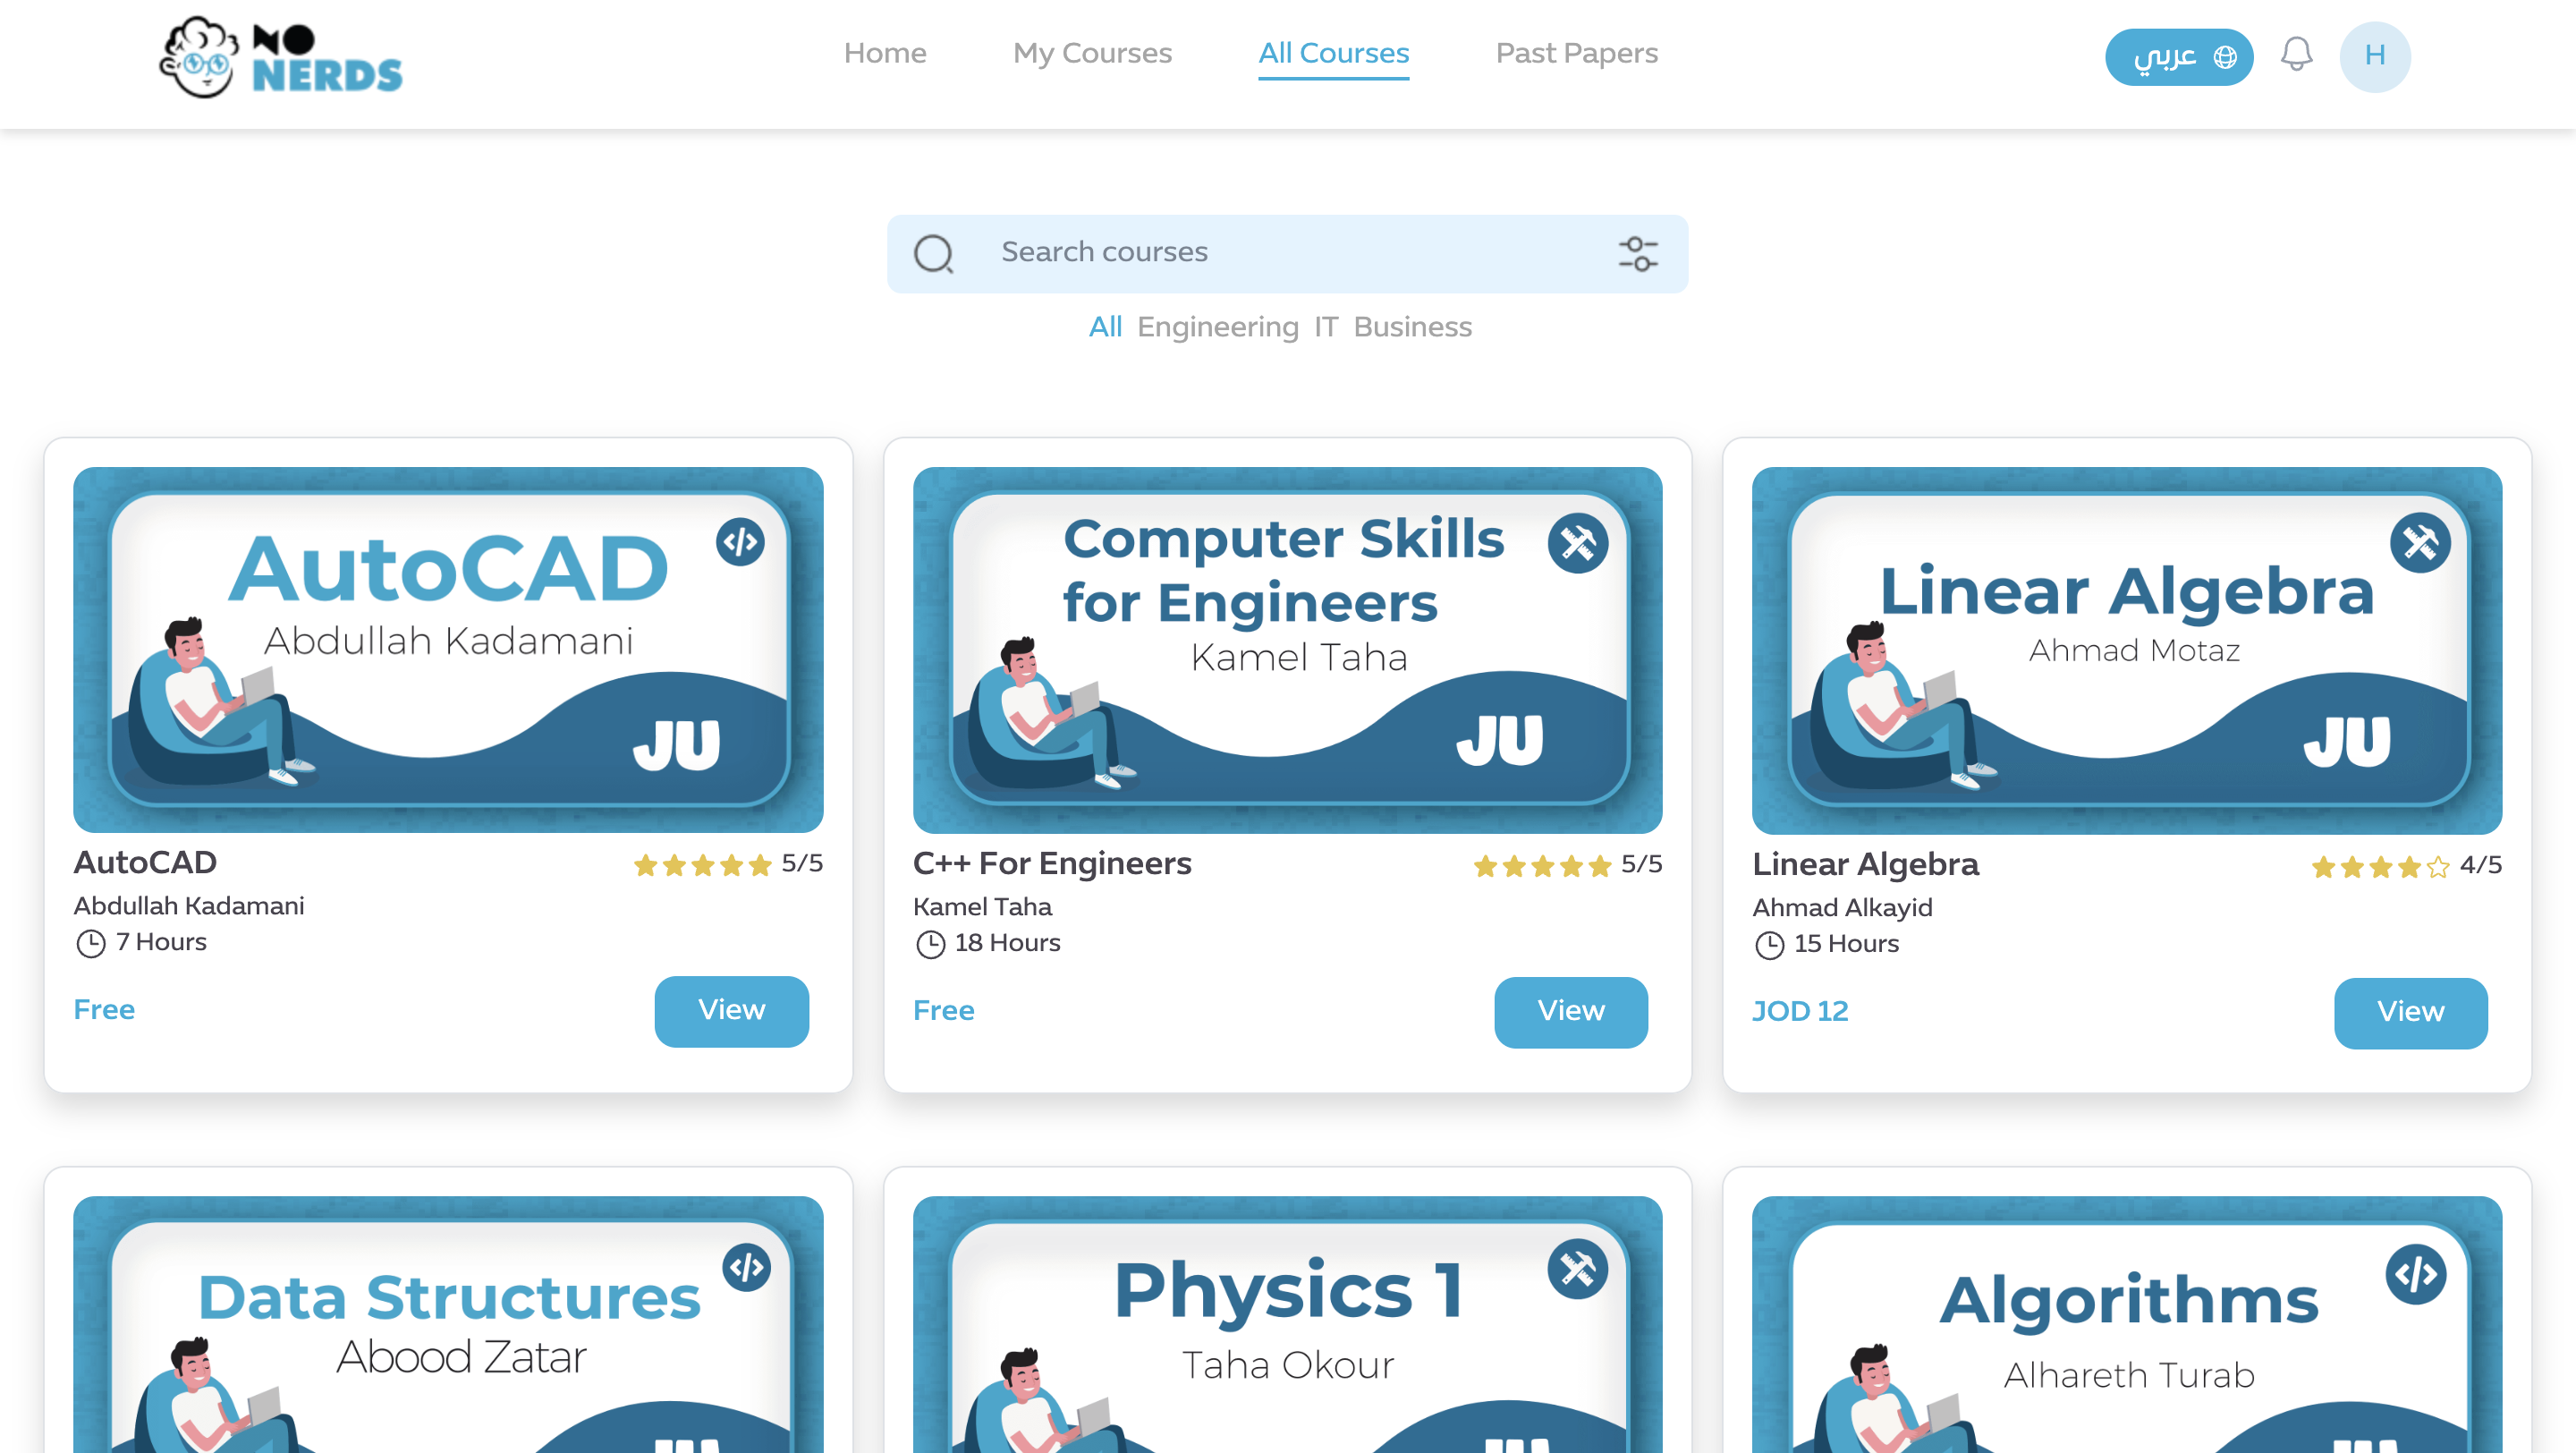 NO
NERDS
Home My Courses All Courses Past Papers
عربي
H
Search courses
All Engineering IT Business
AutoCAD
Abdullah Kadamani
JU
AutoCAD 5/5
Abdullah Kadamani
7 Hours
Free View
Computer Skills
for Engineers
Kamel Taha
JU
C++ For Engineers 5/5
Kamel Taha
18 Hours
Free View
Linear Algebra
Ahmad Motaz
JU
Linear Algebra 4/5
Ahmad Alkayid
15 Hours
JOD 12 View
Data Structures
Abood Zatar
Physics 1
Taha Okour
Algorithms
Alhareth Turab